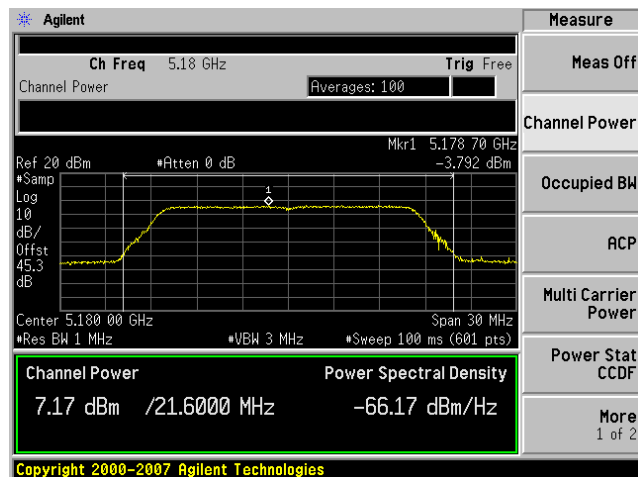 Agilent
Measure
Ch Freq 5.18 GHz Trig Free
Channel Power Averages: 100
Mkr1 5.178 70 GHz
Ref 20 dBm #Atten 0 dB -3.792 dBm
#Samp
Log
10
dB/
Offst
45.3
dB
1
Center 5.180 00 GHz Span 30 MHz
#Res BW 1 MHz #VBW 3 MHz #Sweep 100 ms (601 pts)
Channel Power Power Spectral Density
7.17 dBm /21.6000 MHz -66.17 dBm/Hz
Meas Off
Channel Power
Occupied BW
ACP
Multi Carrier
Power
Power Stat
CCDF
More
1 of 2
Copyright 2000-2007 Agilent Technologies